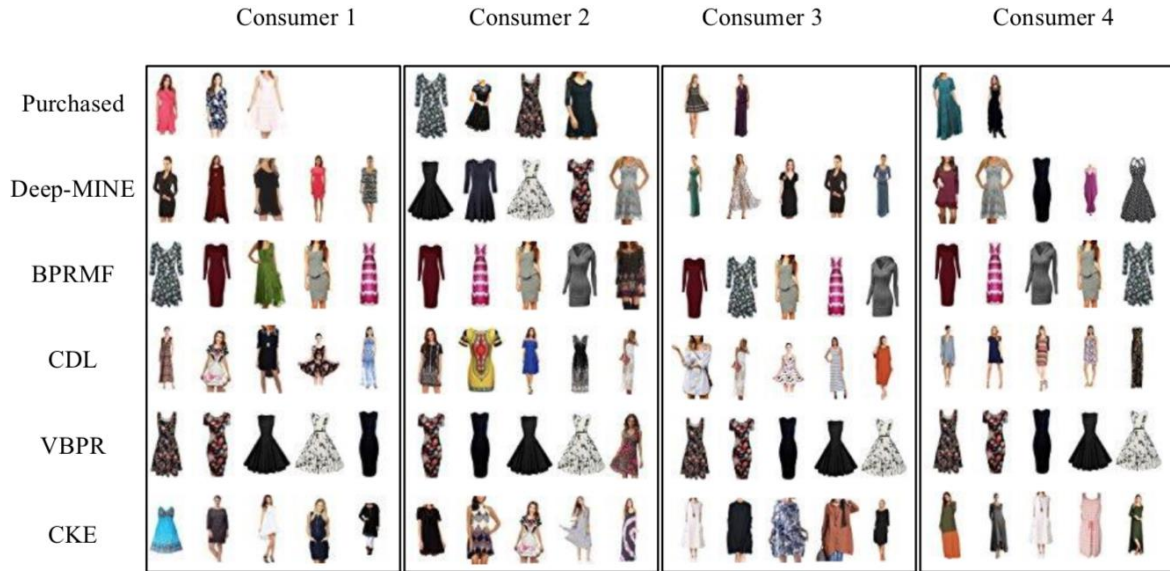 Consumer 1 Consumer 2 Consumer 3 Consumer 4
Purchased
Deep-MINE
BPRMF
CDL
VBPR
CKE